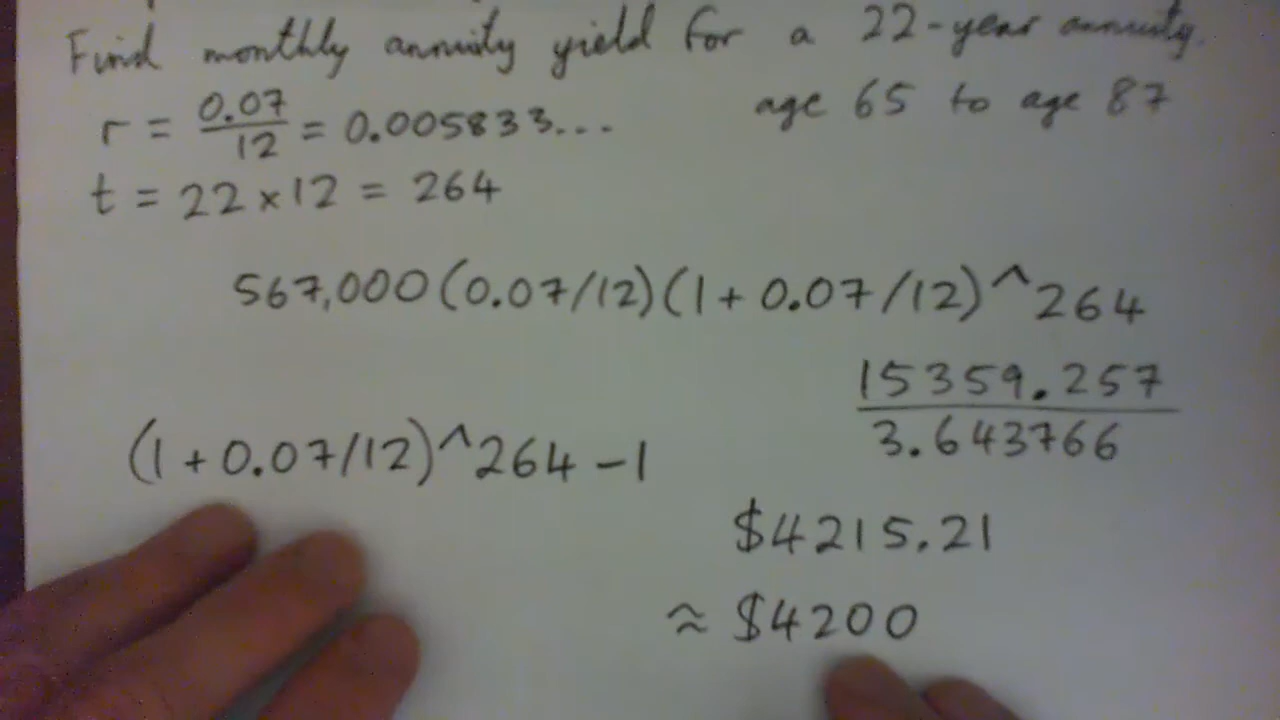 Find monthly annuity yield for a 22-year annuity.
age 65 to age 87
r = 0.07/12 = 0.005833...
t = 22 × 12 = 264
567,000(0.07/12)(1 + 0.07/12)^264
15359.257
3.643766
(1 + 0.07/12)^264 - 1
$4215.21
≈ $4200